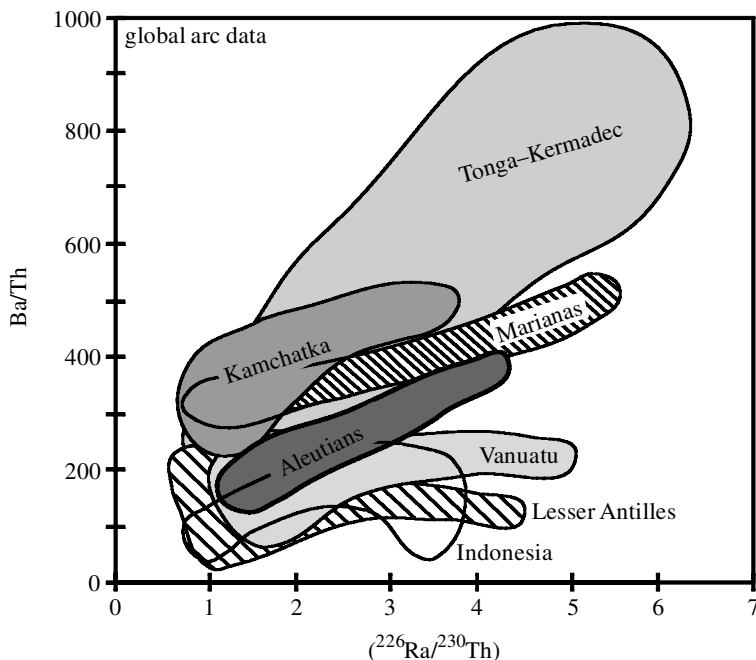 1000
global arc data
800
Tonga–Kermadec
600
Ba/Th
Marianas
400
Kamchatka
Aleutians
Vanuatu
200
Lesser Antilles
Indonesia
0
0 1 2 3 4 5 6 7
(²²⁶Ra/²³⁰Th)